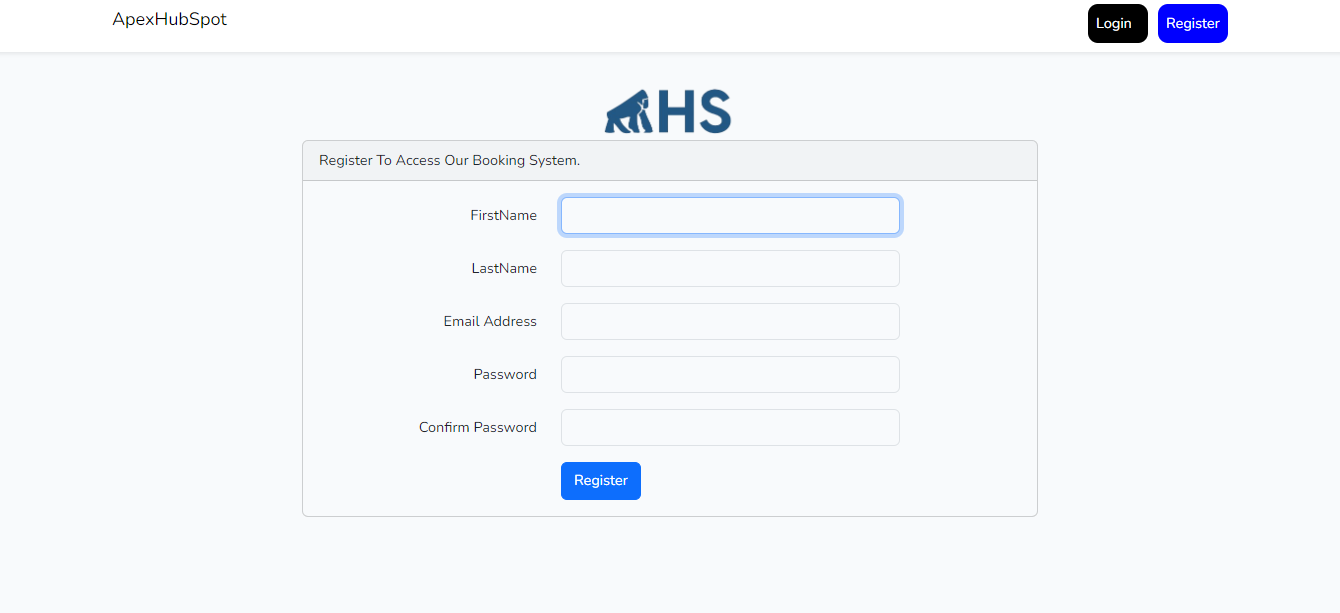 ApexHubSpot
Login
Register
HS
Register To Access Our Booking System.
FirstName
LastName
Email Address
Password
Confirm Password
Register